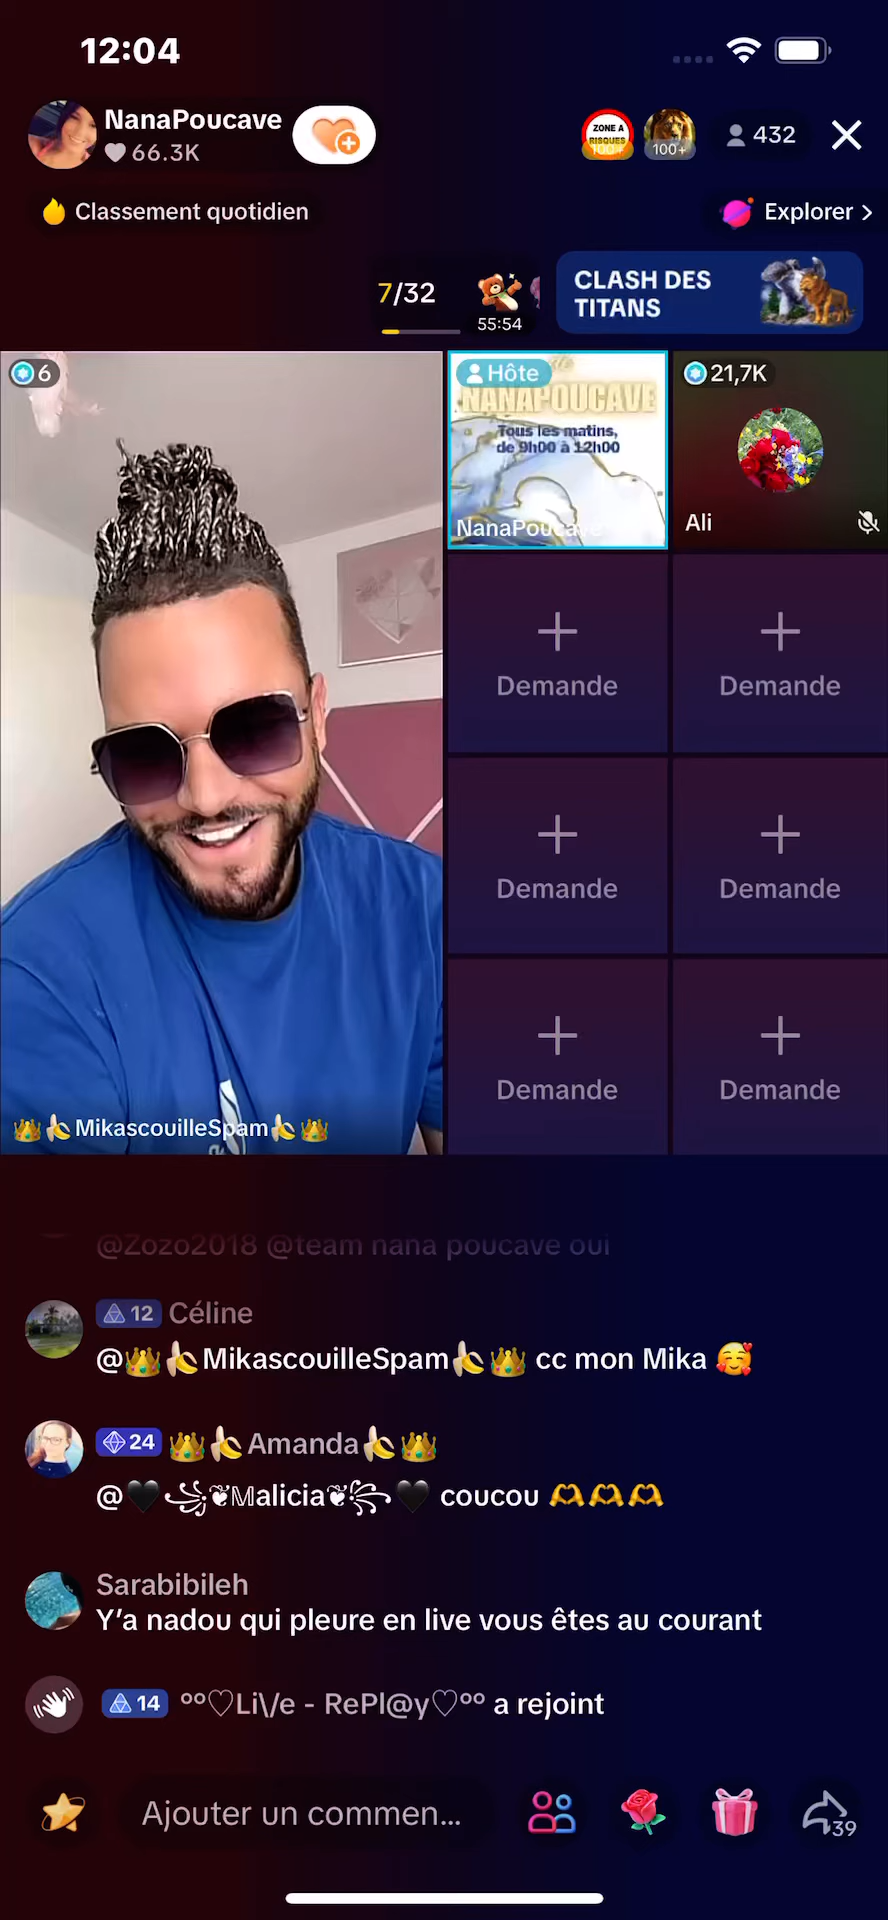 12:04
NanaPoucave
66.3K
ZONE A
RISQUES
100+
100+
432
Classement quotidien
Explorer >
7/32
55:54
CLASH DES
TITANS
6
Hôte
NANAPOUCAVE
Tous les matins,
de 9h00 à 12h00
NanaPoucave
21,7K
Ali
Demande
Demande
Demande
Demande
Demande
Demande
👑🍌MikascouilleSpam🍌👑
@Zozo2018 @team nana poucave oui
12 Céline
@👑🍌MikascouilleSpam🍌👑 cc mon Mika 🥰
24 👑🍌Amanda🍌👑
@🖤꧁❦𝕄alicia❦꧂🖤 coucou 🫶🫶🫶
Sarabibileh
Y'a nadou qui pleure en live vous êtes au courant
14 ºº♡Li\/e - RePl@y♡ºº a rejoint
Ajouter un commen...
39